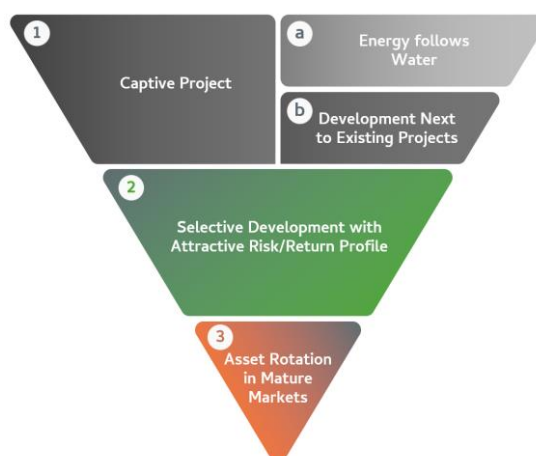 1
Captive Project
a
Energy follows
Water
b
Development Next
to Existing Projects
2
Selective Development with
Attractive Risk/Return Profile
3
Asset Rotation
in Mature
Markets